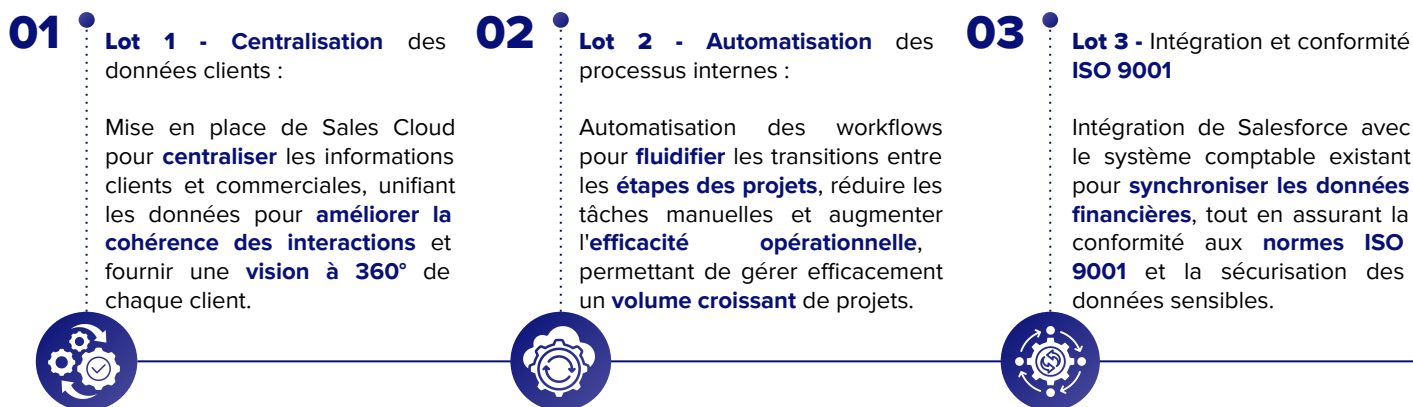 01
Lot 1 - Centralisation des
données clients :
Mise en place de Sales Cloud
pour centraliser les informations
clients et commerciales, unifiant
les données pour améliorer la
cohérence des interactions et
fournir une vision à 360° de
chaque client.
02
Lot 2 - Automatisation des
processus internes :
Automatisation des workflows
pour fluidifier les transitions entre
les étapes des projets, réduire les
tâches manuelles et augmenter
l'efficacité opérationnelle,
permettant de gérer efficacement
un volume croissant de projets.
03
Lot 3 - Intégration et conformité
ISO 9001
Intégration de Salesforce avec
le système comptable existant
pour synchroniser les données
financières, tout en assurant la
conformité aux normes ISO
9001 et la sécurisation des
données sensibles.